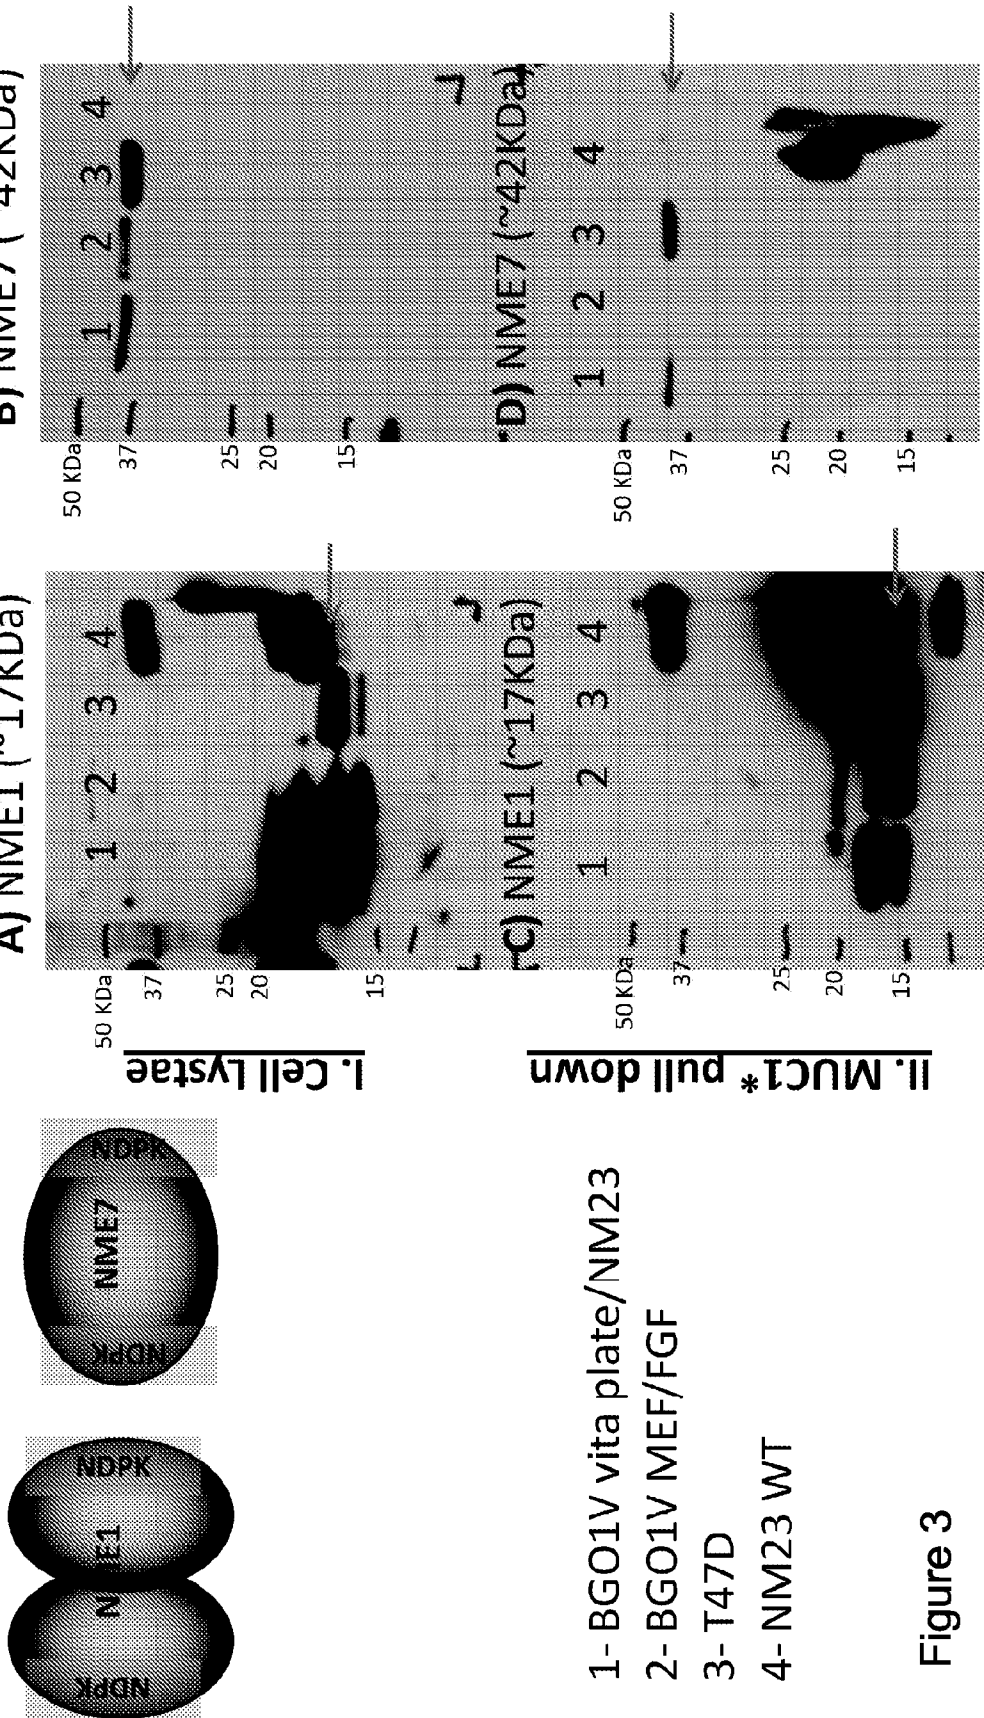 NDPK
NME1
NDPK
NDPK
NME7
NDPK
I. Cell Lystae
A) NME1 (~17KDa)
1 2 3 4
50 KDa
37
25
20
15
B) NME7 (~42KDa)
1 2 3 4
50 KDa
37
25
20
15
II. MUC1* pull down
C) NME1 (~17KDa)
1 2 3 4
50 KDa
37
25
20
15
D) NME7 (~42KDa)
1 2 3 4
50 KDa
37
25
20
15
1- BGO1V vita plate/NM23
2- BGO1V MEF/FGF
3- T47D
4- NM23 WT
Figure 3